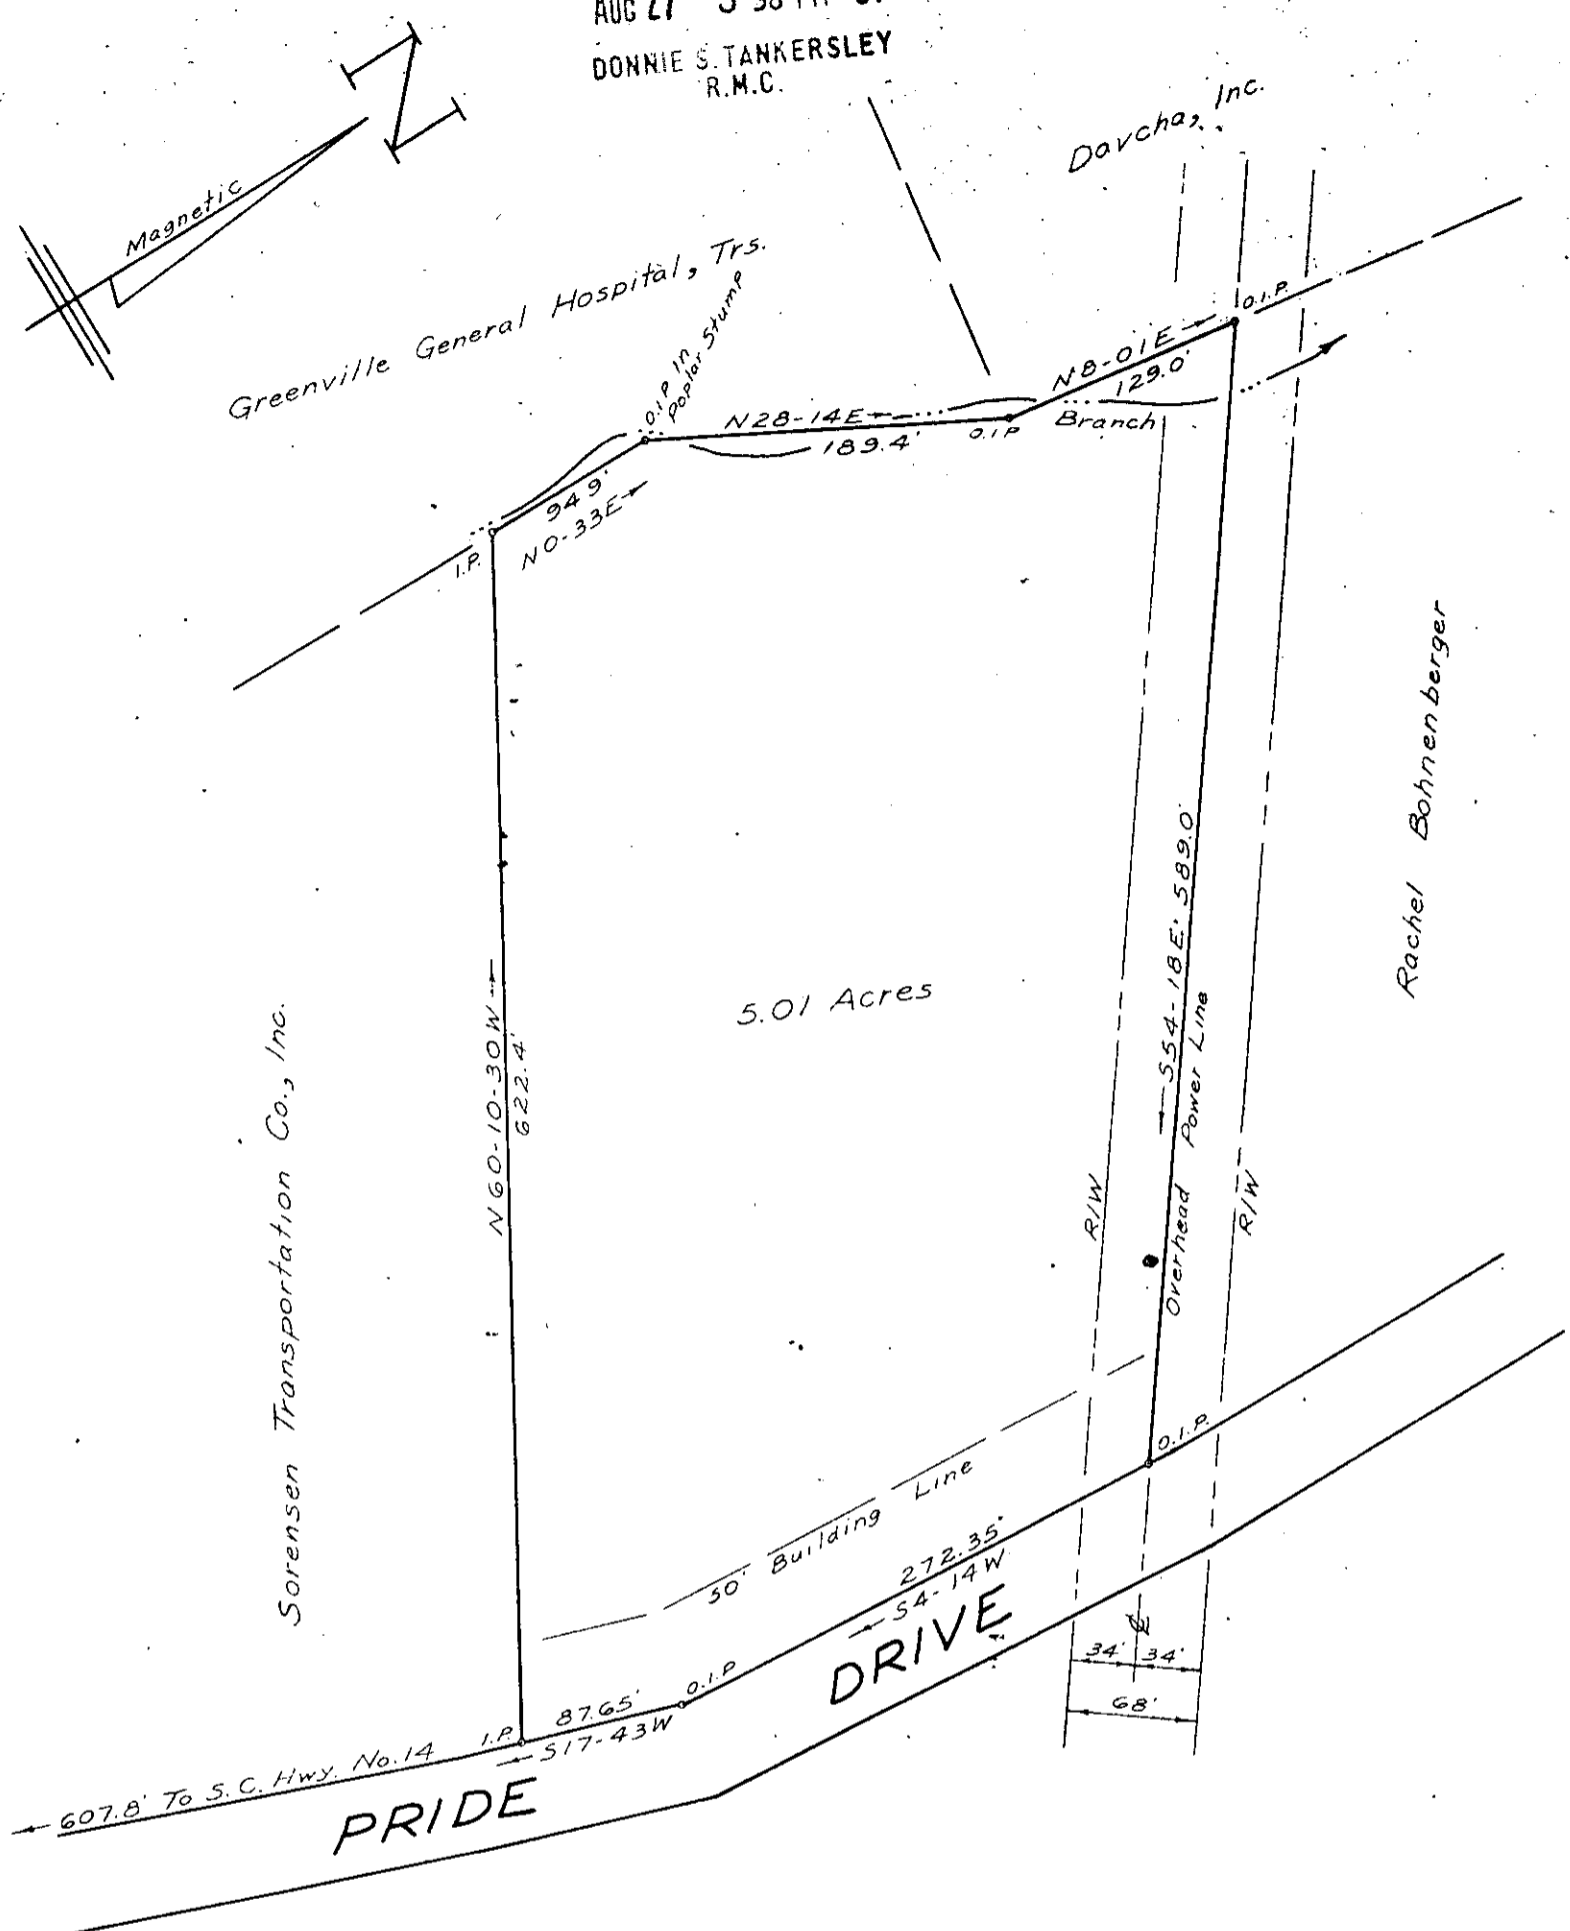 AUG 27
DONNIE S. TANKERSLEY
R.M.C.
Magnetic
N
Davcha, Inc.
Greenville General Hospital, Trs.
O.I.P. In
Poplar Stump
N8-01E
129.0'
O.I.P.
N28-14E
189.4'
O.I.P
Branch
94.9'
N0-33E
I.P.
Rachel Bohnenberger
S54-18E. 589.0'
Overhead Power Line
R/W
R/W
5.01 Acres
N60-10-30W
622.4'
Sorensen Transportation Co., Inc.
50' Building Line
O.I.P.
272.35'
S4-14W
O.I.P
87.65'
S17-43W
I.P.
607.8' To S.C. Hwy. No.14
PRIDE DRIVE
℄
34' 34'
68'